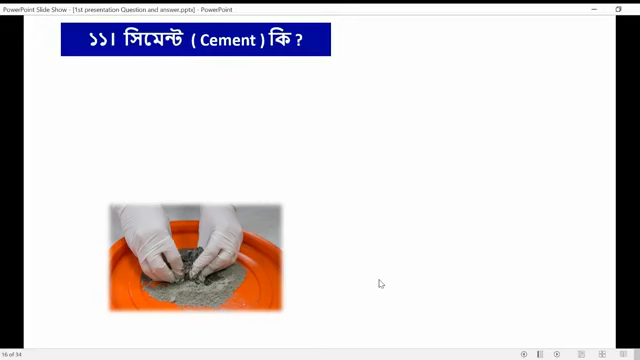 PowerPoint Slide Show - [1st presentation Question and answer.pptx] - PowerPoint
১১। সিমেন্ট ( Cement ) কি ?
16 of 34